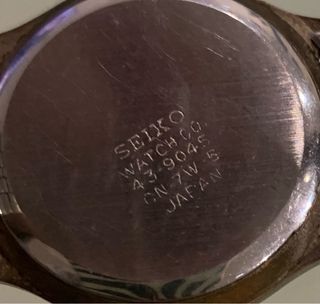 SEIKO
WATCH CO.
43-9045
CN 7W 5
JAPAN